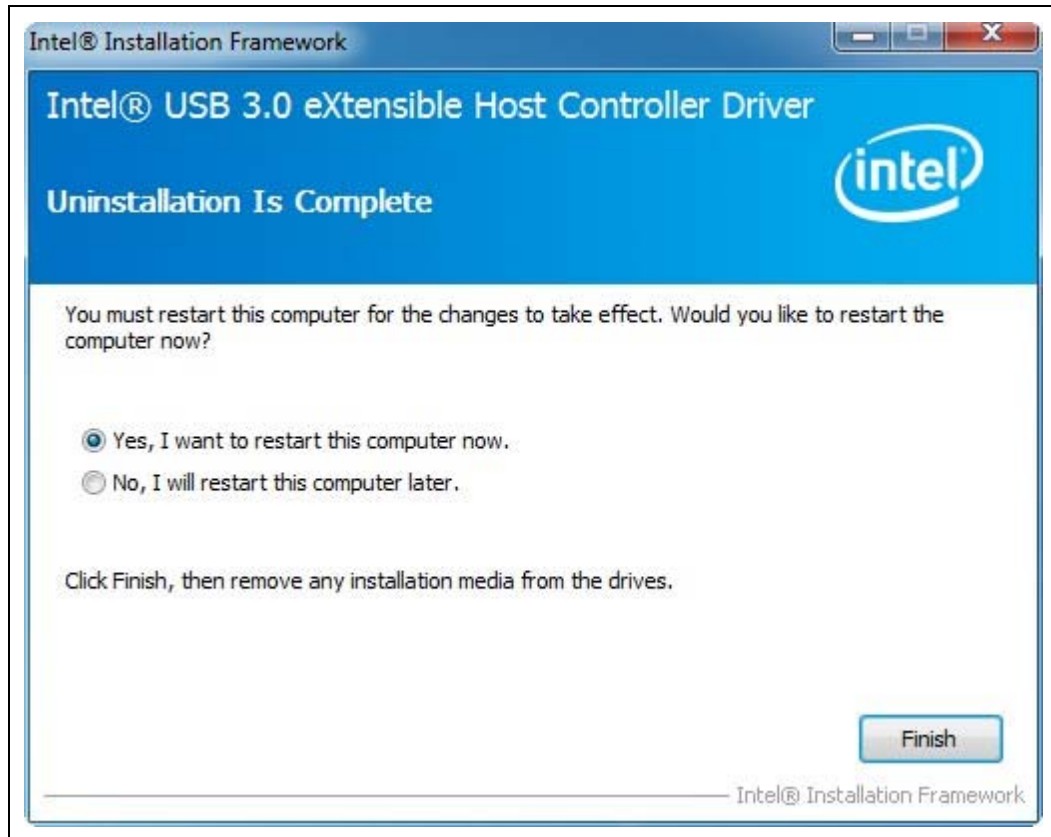 Intel® Installation Framework
Intel® USB 3.0 eXtensible Host Controller Driver
intel
Uninstallation Is Complete
You must restart this computer for the changes to take effect. Would you like to restart the
computer now?
Yes, I want to restart this computer now.
No, I will restart this computer later.
Click Finish, then remove any installation media from the drives.
Finish
Intel® Installation Framework